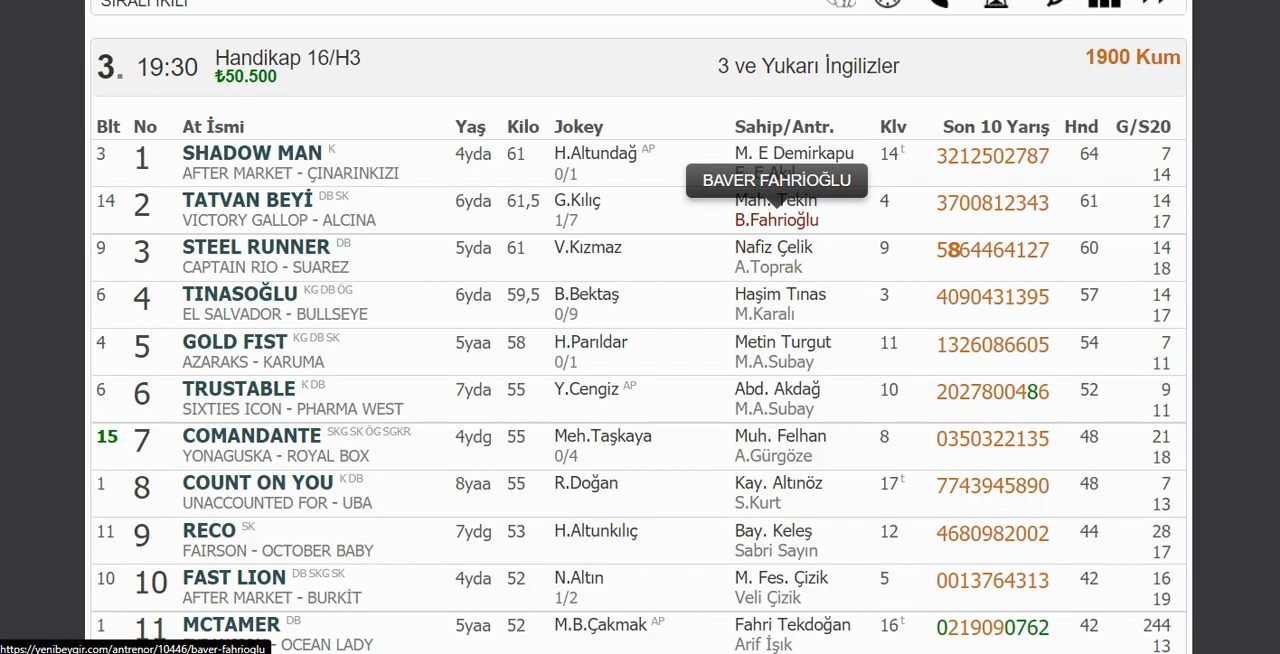 SIRALI İKİLİ
3. 19:30 Handikap 16/H3 3 ve Yukarı İngilizler 1900 Kum
₺50.500
Blt No At İsmi Yaş Kilo Jokey Sahip/Antr. Klv Son 10 Yarış Hnd G/S20
3 1 SHADOW MAN K 4yda 61 H.Altundağ AP M. E Demirkapu 14 t 3212502787 64 7
AFTER MARKET - ÇINARINKIZI 0/1 14
BAVER FAHRİOĞLU
14 2 TATVAN BEYİ DB SK 6yda 61,5 G.Kılıç Mah. Tekin 4 3700812343 61 14
VICTORY GALLOP - ALCINA 1/7 B.Fahrioğlu 17
9 3 STEEL RUNNER DB 5yda 61 V.Kızmaz Nafiz Çelik 9 5864464127 60 14
CAPTAIN RIO - SUAREZ A.Toprak 18
6 4 TINASOĞLU KG DB ÖG 6yda 59,5 B.Bektaş Haşim Tınas 3 4090431395 57 14
EL SALVADOR - BULLSEYE 0/9 M.Karalı 17
4 5 GOLD FIST KG DB SK 5yaa 58 H.Parıldar Metin Turgut 11 1326086605 54 7
AZARAKS - KARUMA 0/1 M.A.Subay 11
6 6 TRUSTABLE K DB 7yda 55 Y.Cengiz AP Abd. Akdağ 10 2027800486 52 9
SIXTIES ICON - PHARMA WEST M.A.Subay 11
15 7 COMANDANTE SKG SK ÖG SGKR 4ydg 55 Meh.Taşkaya Muh. Felhan 8 0350322135 48 21
YONAGUSKA - ROYAL BOX 0/4 A.Gürgöze 18
1 8 COUNT ON YOU K DB 8yaa 55 R.Doğan Kay. Altınöz 17 t 7743945890 48 7
UNACCOUNTED FOR - UBA S.Kurt 13
11 9 RECO SK 7ydg 53 H.Altunkılıç Bay. Keleş 12 4680982002 44 28
FAIRSON - OCTOBER BABY Sabri Sayın 17
10 10 FAST LION DB SKG SK 4yda 52 N.Altın M. Fes. Çizik 5 0013764313 42 16
AFTER MARKET - BURKİT 1/2 Veli Çizik 19
1 11 MCTAMER DB 5yaa 52 M.B.Çakmak AP Fahri Tekdoğan 16 t 0219090762 42 244
- OCEAN LADY Arif Işık 13
https://yenibeygir.com/antrenor/10446/baver-fahrioglu